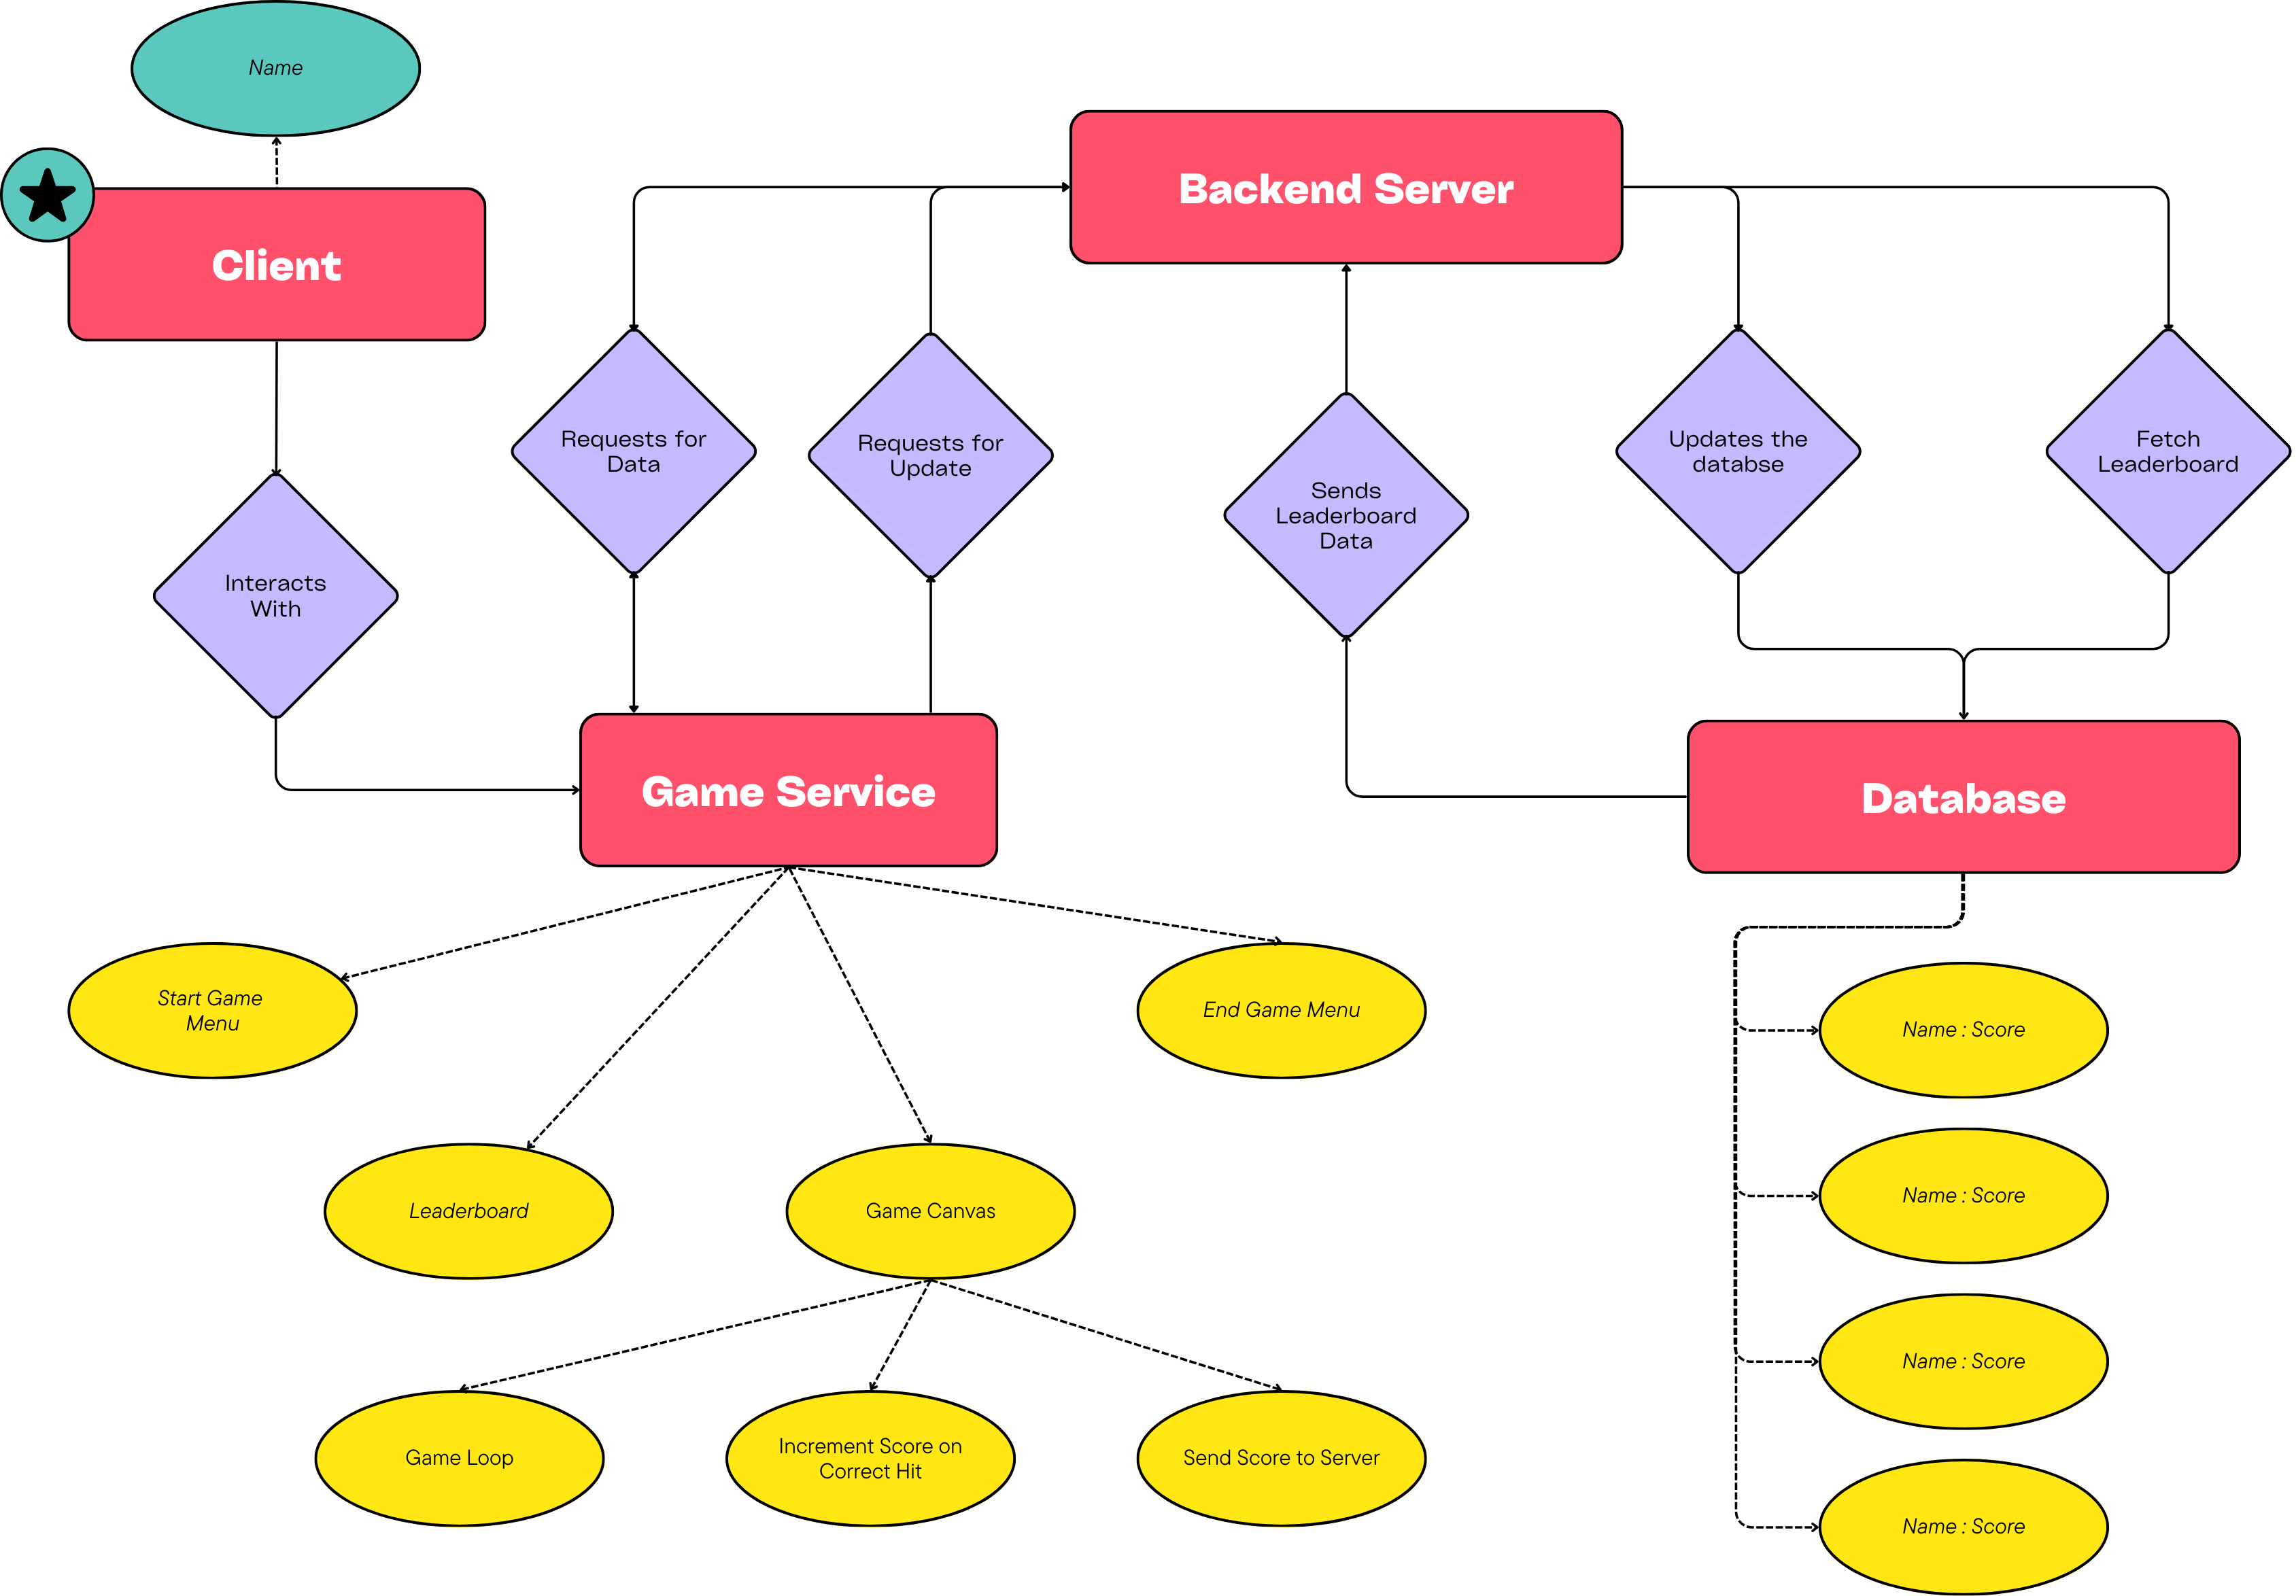 Name
Client
Backend Server
Requests for
Data
Requests for
Update
Sends
Leaderboard
Data
Updates the
databse
Fetch
Leaderboard
Interacts
With
Game Service
Database
Start Game
Menu
End Game Menu
Name : Score
Leaderboard
Game Canvas
Name : Score
Name : Score
Game Loop
Increment Score on
Correct Hit
Send Score to Server
Name : Score